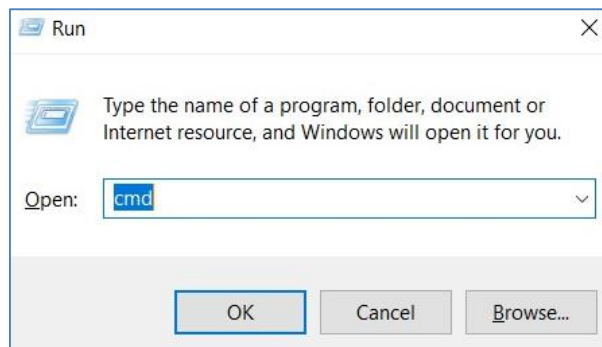 Run
Type the name of a program, folder, document or
Internet resource, and Windows will open it for you.
Open: cmd
OK Cancel Browse...